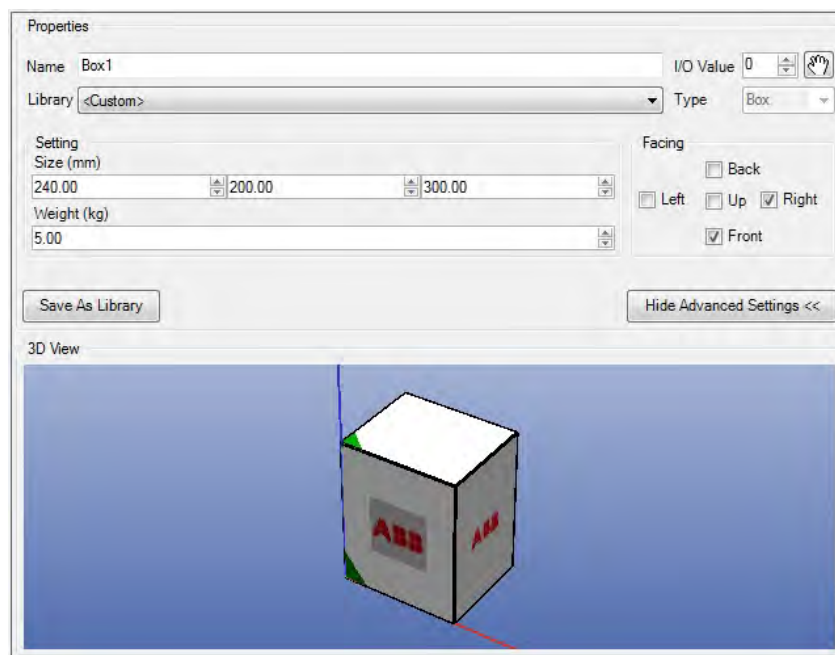 Properties
Name Box1 I/O Value 0
Library <Custom> Type Box
Setting Facing
Size (mm) Back
240.00 200.00 300.00 Left Up Right
Weight (kg)
5.00 Front
Save As Library Hide Advanced Settings <<
3D View
ABB ABB